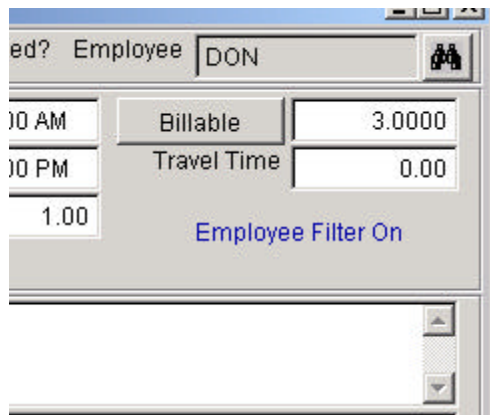 ed? Employee DON
00 AM Billable 3.0000
00 PM Travel Time 0.00
1.00
Employee Filter On